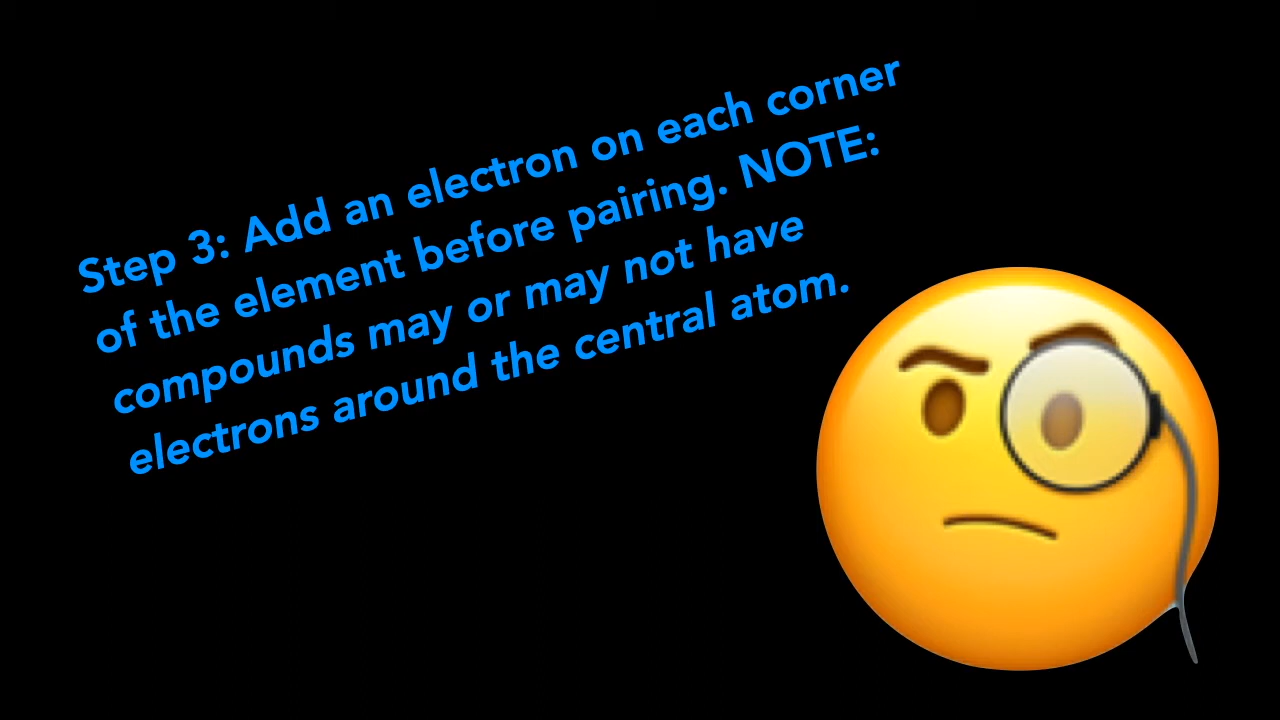 Step 3: Add an electron on each corner
of the element before pairing. NOTE:
compounds may or may not have
electrons around the central atom.